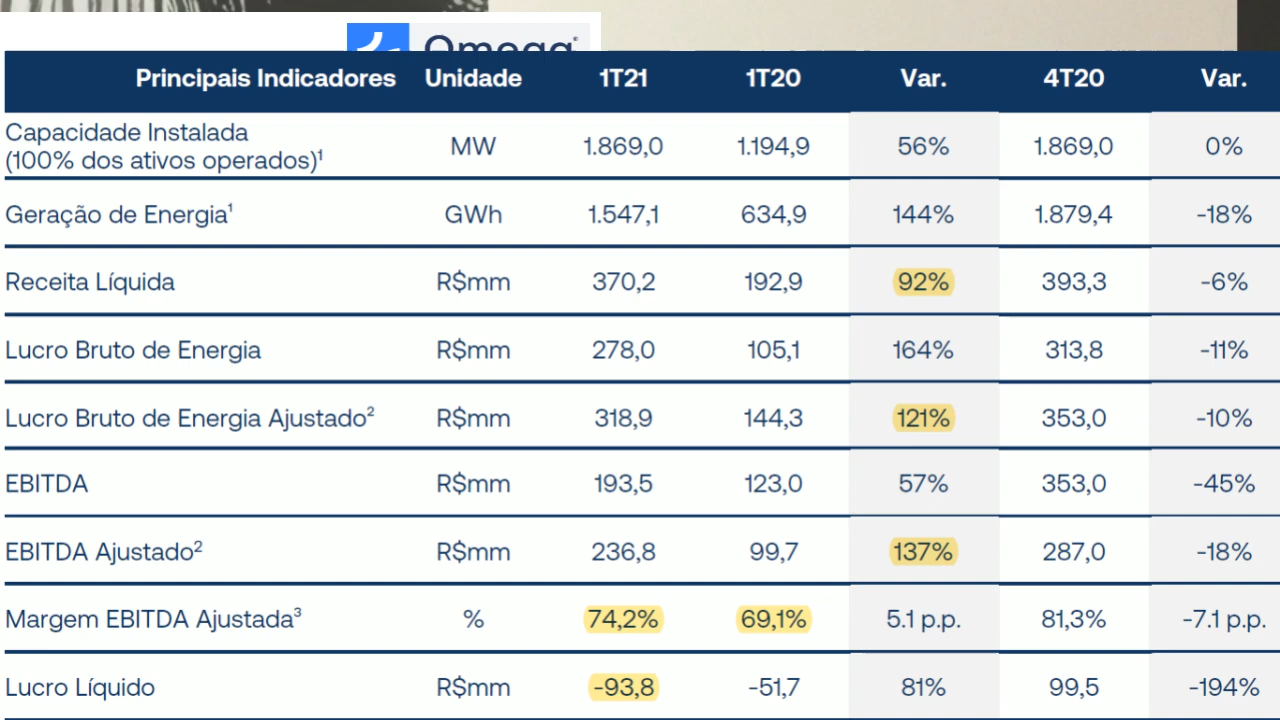 Omega
Principais Indicadores Unidade 1T21 1T20 Var. 4T20 Var.
Capacidade Instalada
(100% dos ativos operados)¹ MW 1.869,0 1.194,9 56% 1.869,0 0%
Geração de Energia¹ GWh 1.547,1 634,9 144% 1.879,4 -18%
Receita Líquida R$mm 370,2 192,9 92% 393,3 -6%
Lucro Bruto de Energia R$mm 278,0 105,1 164% 313,8 -11%
Lucro Bruto de Energia Ajustado² R$mm 318,9 144,3 121% 353,0 -10%
EBITDA R$mm 193,5 123,0 57% 353,0 -45%
EBITDA Ajustado² R$mm 236,8 99,7 137% 287,0 -18%
Margem EBITDA Ajustada³ % 74,2% 69,1% 5.1 p.p. 81,3% -7.1 p.p.
Lucro Líquido R$mm -93,8 -51,7 81% 99,5 -194%